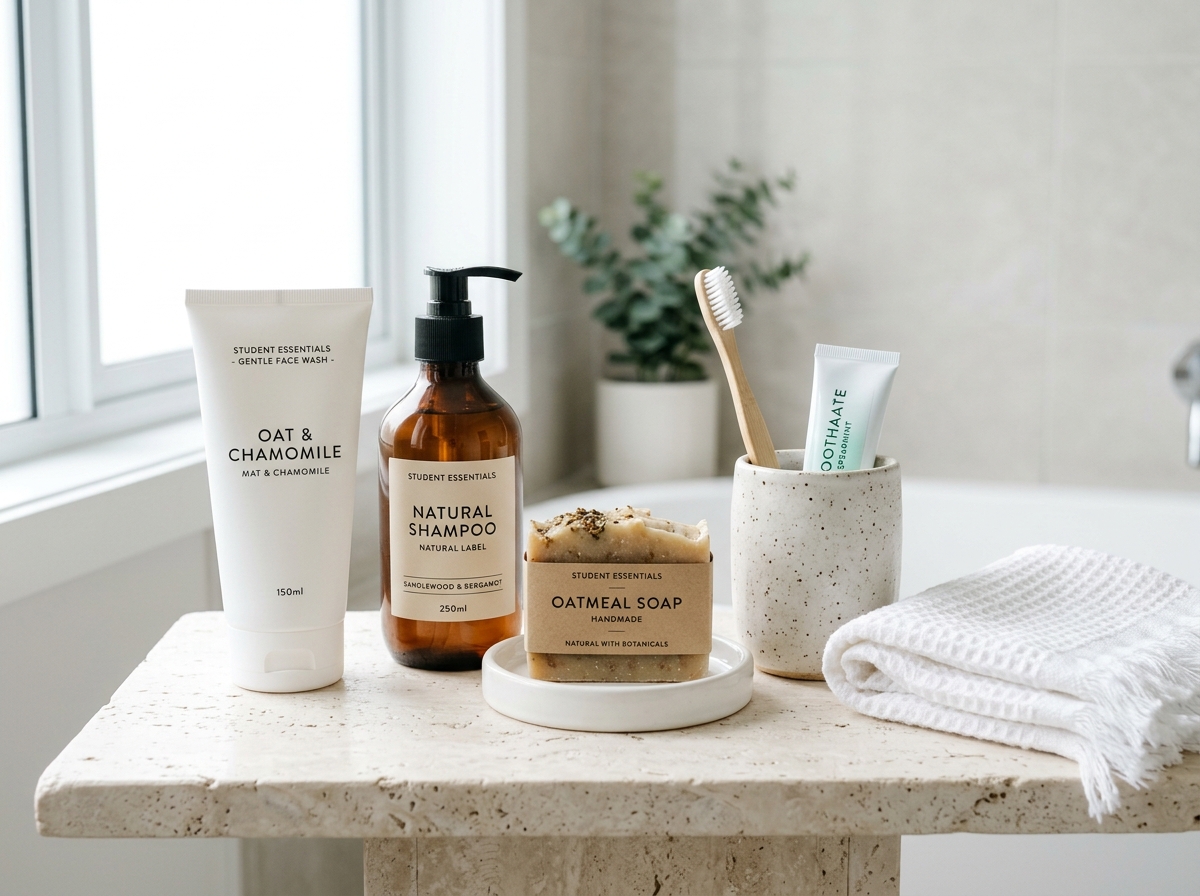 STUDENT ESSENTIALS
- GENTLE FACE WASH -
OAT &
CHAMOMILE
MAT & CHAMOMILE
150ml
STUDENT ESSENTIALS
NATURAL
SHAMPOO
NATURAL LABEL
SANDLEWOOD & BERGAMOT
250ml
STUDENT ESSENTIALS
OATMEAL SOAP
HANDMADE
NATURAL WITH BOTANICALS
OOTHAATE